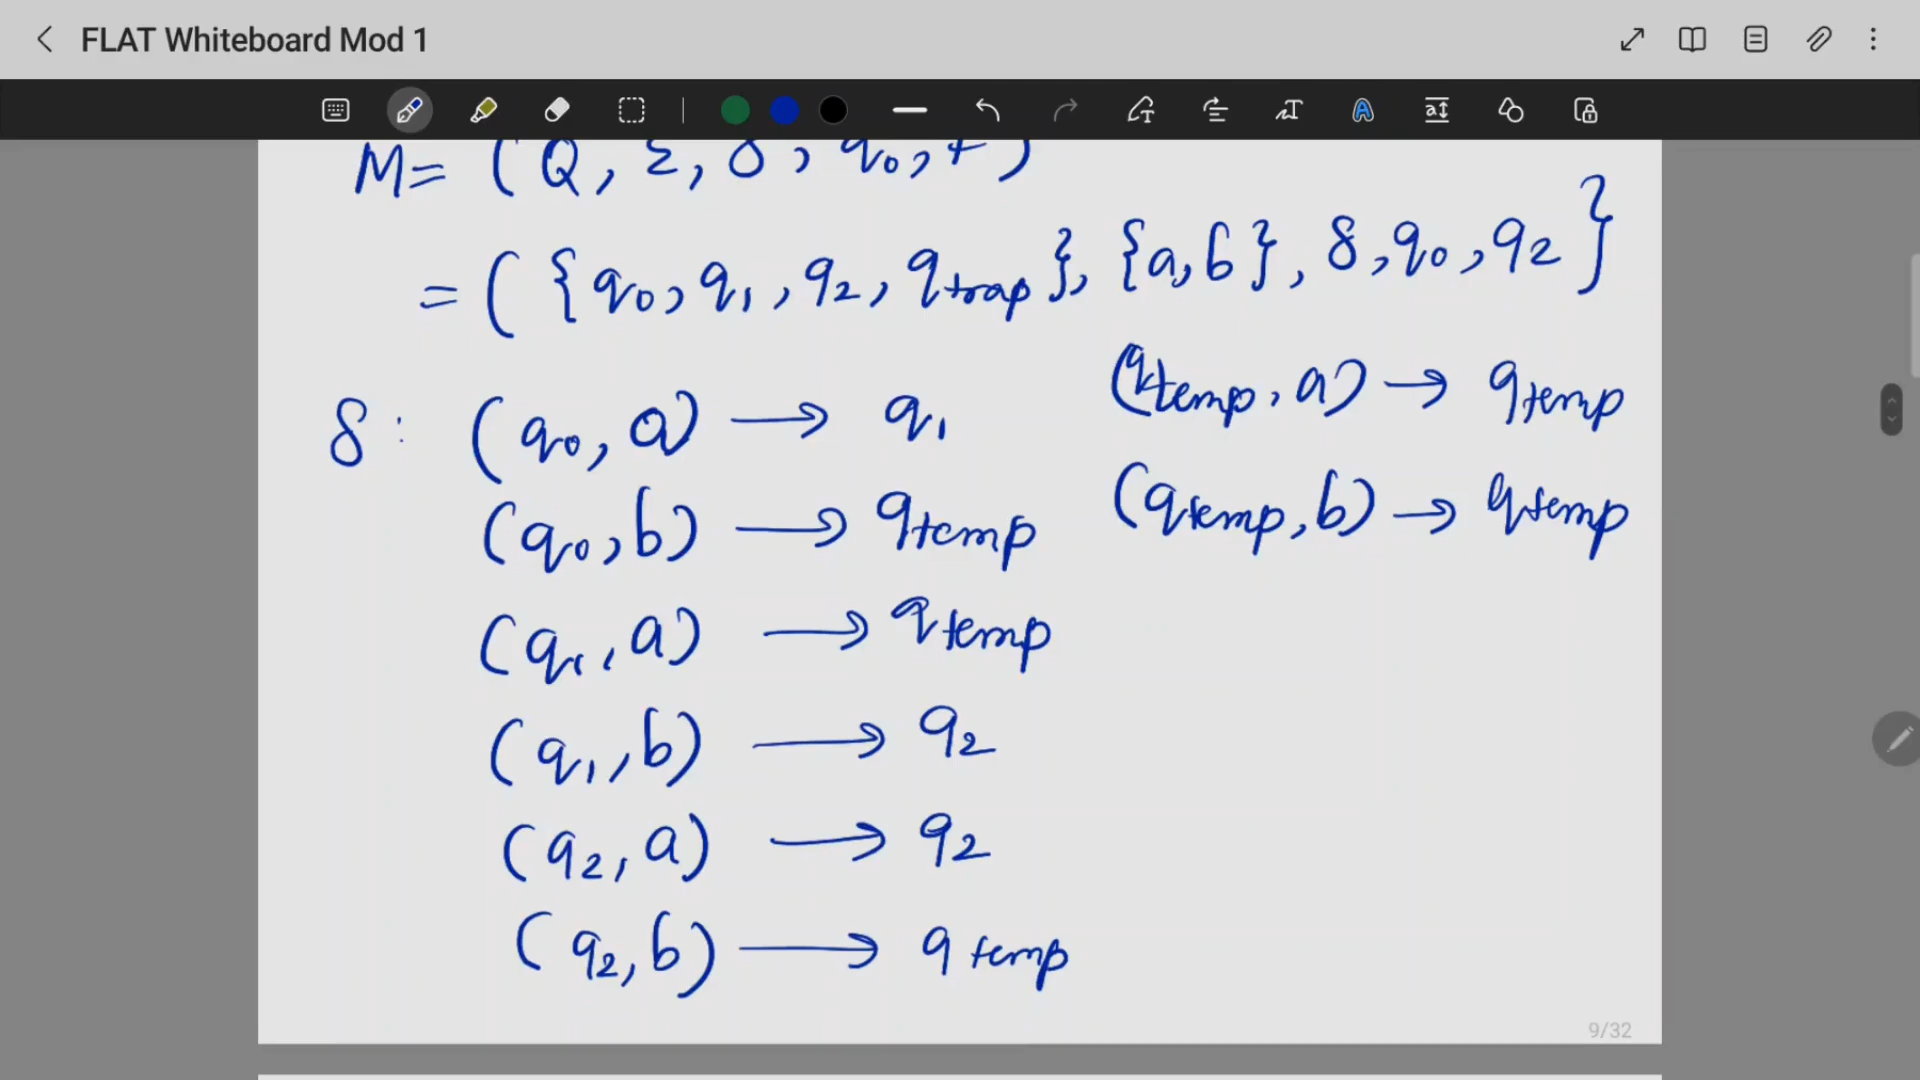 FLAT Whiteboard Mod 1
M= (Q, Σ, δ, q0, F)
= ( {q0, q1, q2, qtrap}, {a, b}, δ, q0, q2 }
δ: (q0, a) → q1
(q0, b) → qtemp
(q1, a) → qtemp
(q1, b) → q2
(q2, a) → q2
(q2, b) → qtemp
(qtemp, a) → qtemp
(qtemp, b) → qtemp
9/32